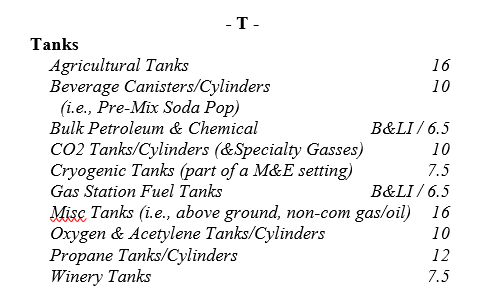 - T -
Tanks
Agricultural Tanks 16
Beverage Canisters/Cylinders 10
(i.e., Pre-Mix Soda Pop)
Bulk Petroleum & Chemical B&LI / 6.5
CO2 Tanks/Cylinders (&Specialty Gasses) 10
Cryogenic Tanks (part of a M&E setting) 7.5
Gas Station Fuel Tanks B&LI / 6.5
Misc Tanks (i.e., above ground, non-com gas/oil) 16
Oxygen & Acetylene Tanks/Cylinders 10
Propane Tanks/Cylinders 12
Winery Tanks 7.5